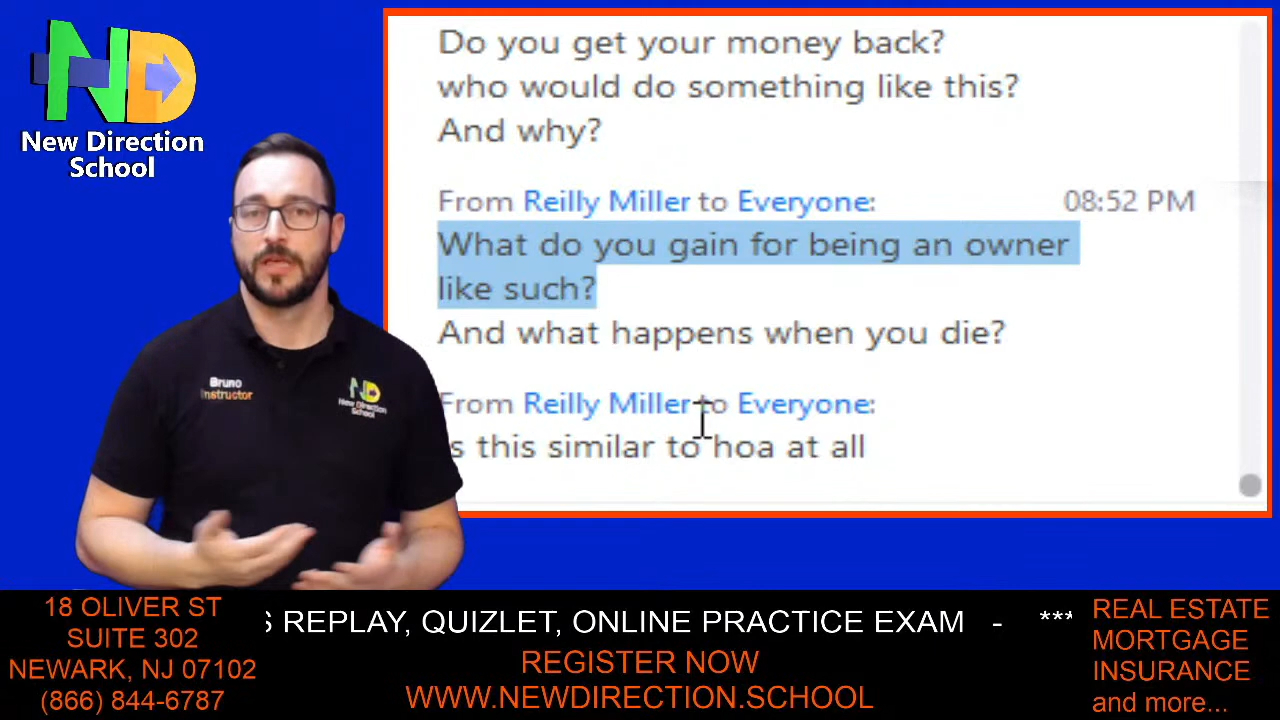 ND
New Direction
School
Do you get your money back?
who would do something like this?
And why?
From Reilly Miller to Everyone:
08:52 PM
What do you gain for being an owner
like such?
And what happens when you die?
From Reilly Miller to Everyone:
s this similar to hoa at all
Bruno
Instructor
ND
New Direction
School
18 OLIVER ST
SUITE 302
NEWARK, NJ 07102
(866) 844-6787
S REPLAY, QUIZLET, ONLINE PRACTICE EXAM - ***
REGISTER NOW
WWW.NEWDIRECTION.SCHOOL
REAL ESTATE
MORTGAGE
INSURANCE
and more...